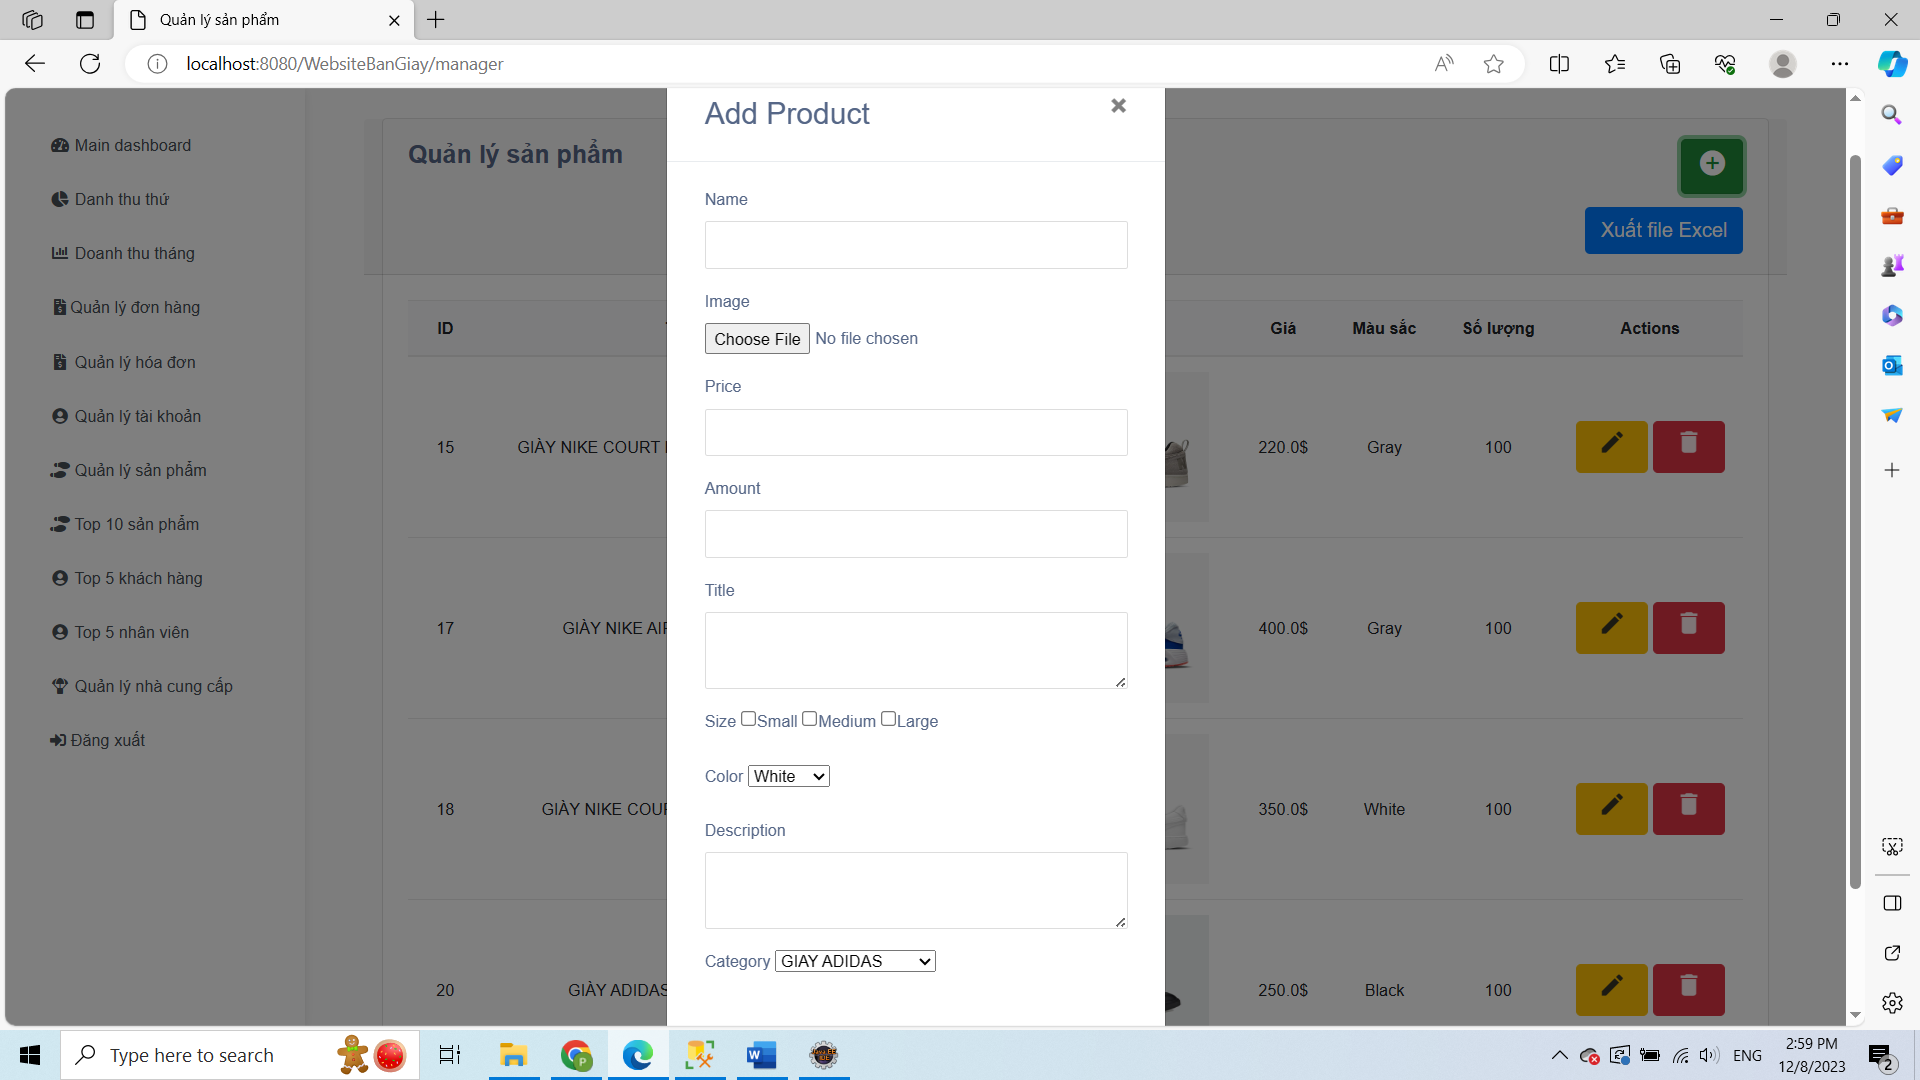 Quản lý sản phẩm
localhost:8080/WebsiteBanGiay/manager
Main dashboard
Danh thu thứ
Doanh thu tháng
Quản lý đơn hàng
Quản lý hóa đơn
Quản lý tài khoản
Quản lý sản phẩm
Top 10 sản phẩm
Top 5 khách hàng
Top 5 nhân viên
Quản lý nhà cung cấp
Đăng xuất
Quản lý sản phẩm
Xuất file Excel
ID Giá Màu sắc Số lượng Actions
15 GIÀY NIKE COURT 220.0$ Gray 100
17 GIÀY NIKE AIR 400.0$ Gray 100
18 GIÀY NIKE COUR 350.0$ White 100
20 GIÀY ADIDAS 250.0$ Black 100
Add Product
Name
Image
Choose File No file chosen
Price
Amount
Title
Size Small Medium Large
Color White
Description
Category GIAY ADIDAS
Type here to search
ENG
2:59 PM
12/8/2023
2